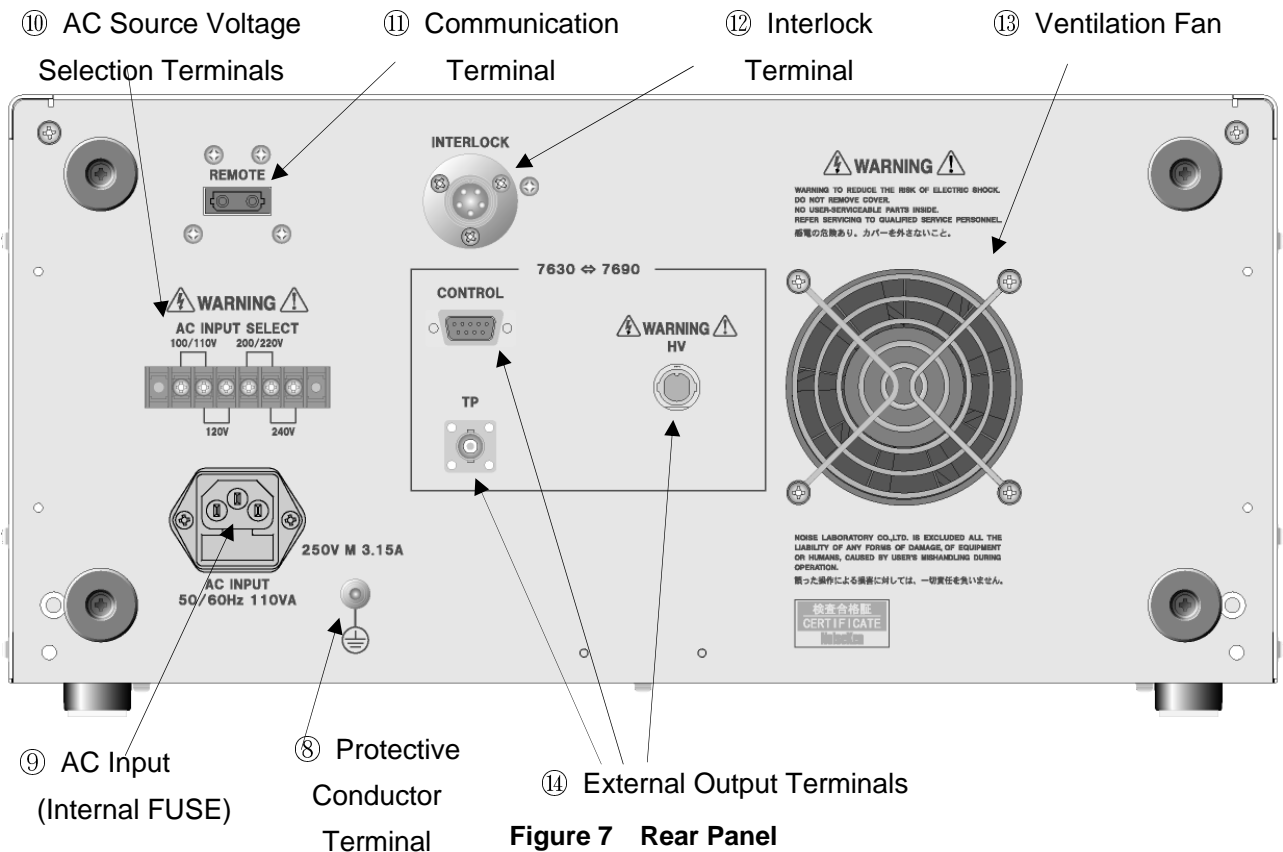 ⑩ AC Source Voltage
Selection Terminals
⑪ Communication
Terminal
⑫ Interlock
Terminal
⑬ Ventilation Fan
REMOTE
INTERLOCK
WARNING
WARNING TO REDUCE THE RISK OF ELECTRIC SHOCK.
DO NOT REMOVE COVER.
NO USER-SERVICEABLE PARTS INSIDE.
REFER SERVICING TO QUALIFIED SERVICE PERSONNEL.
感電の危険あり。カバーを外さないこと。
7630 ⇔ 7690
CONTROL
WARNING
HV
TP
WARNING
AC INPUT SELECT
100/110V 200/220V
120V 240V
250V M 3.15A
AC INPUT
50/60Hz 110VA
NOISE LABORATORY CO.,LTD. IS EXCLUDED ALL THE
LIABILITY OF ANY FORMS OF DAMAGE, OF EQUIPMENT
OR HUMANS, CAUSED BY USER'S MISHANDLING DURING
OPERATION.
誤った操作による損害に対しては、一切責任を負いません。
検査合格証
CERTIFICATE
NoiseKen
⑨ AC Input
(Internal FUSE)
⑧ Protective
Conductor
Terminal
⑭ External Output Terminals
Figure 7 Rear Panel